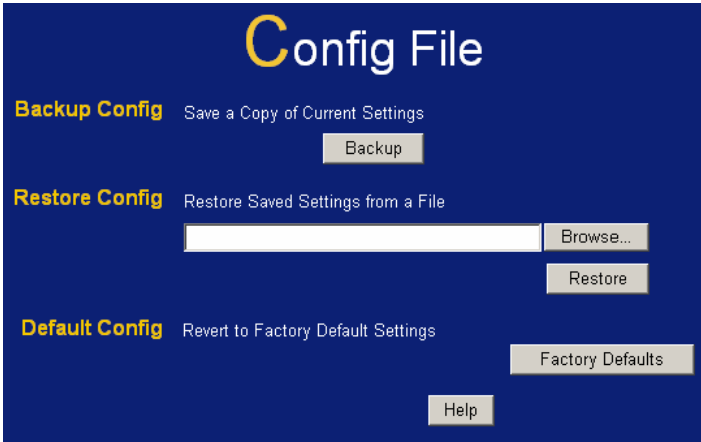 Config File
Backup Config Save a Copy of Current Settings
Backup
Restore Config Restore Saved Settings from a File
Browse...
Restore
Default Config Revert to Factory Default Settings
Factory Defaults
Help